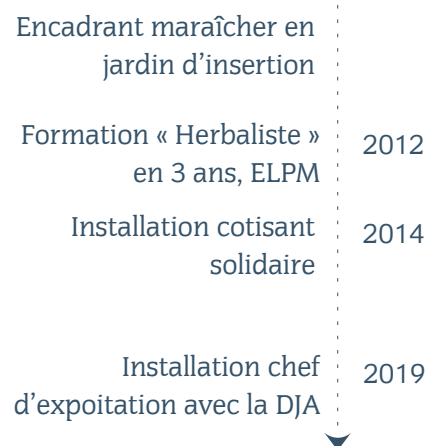 Encadrant maraîcher en
jardin d’insertion
Formation « Herbaliste »
en 3 ans, ELPM
2012
Installation cotisant
solidaire
2014
Installation chef
d’expoitation avec la DJA
2019